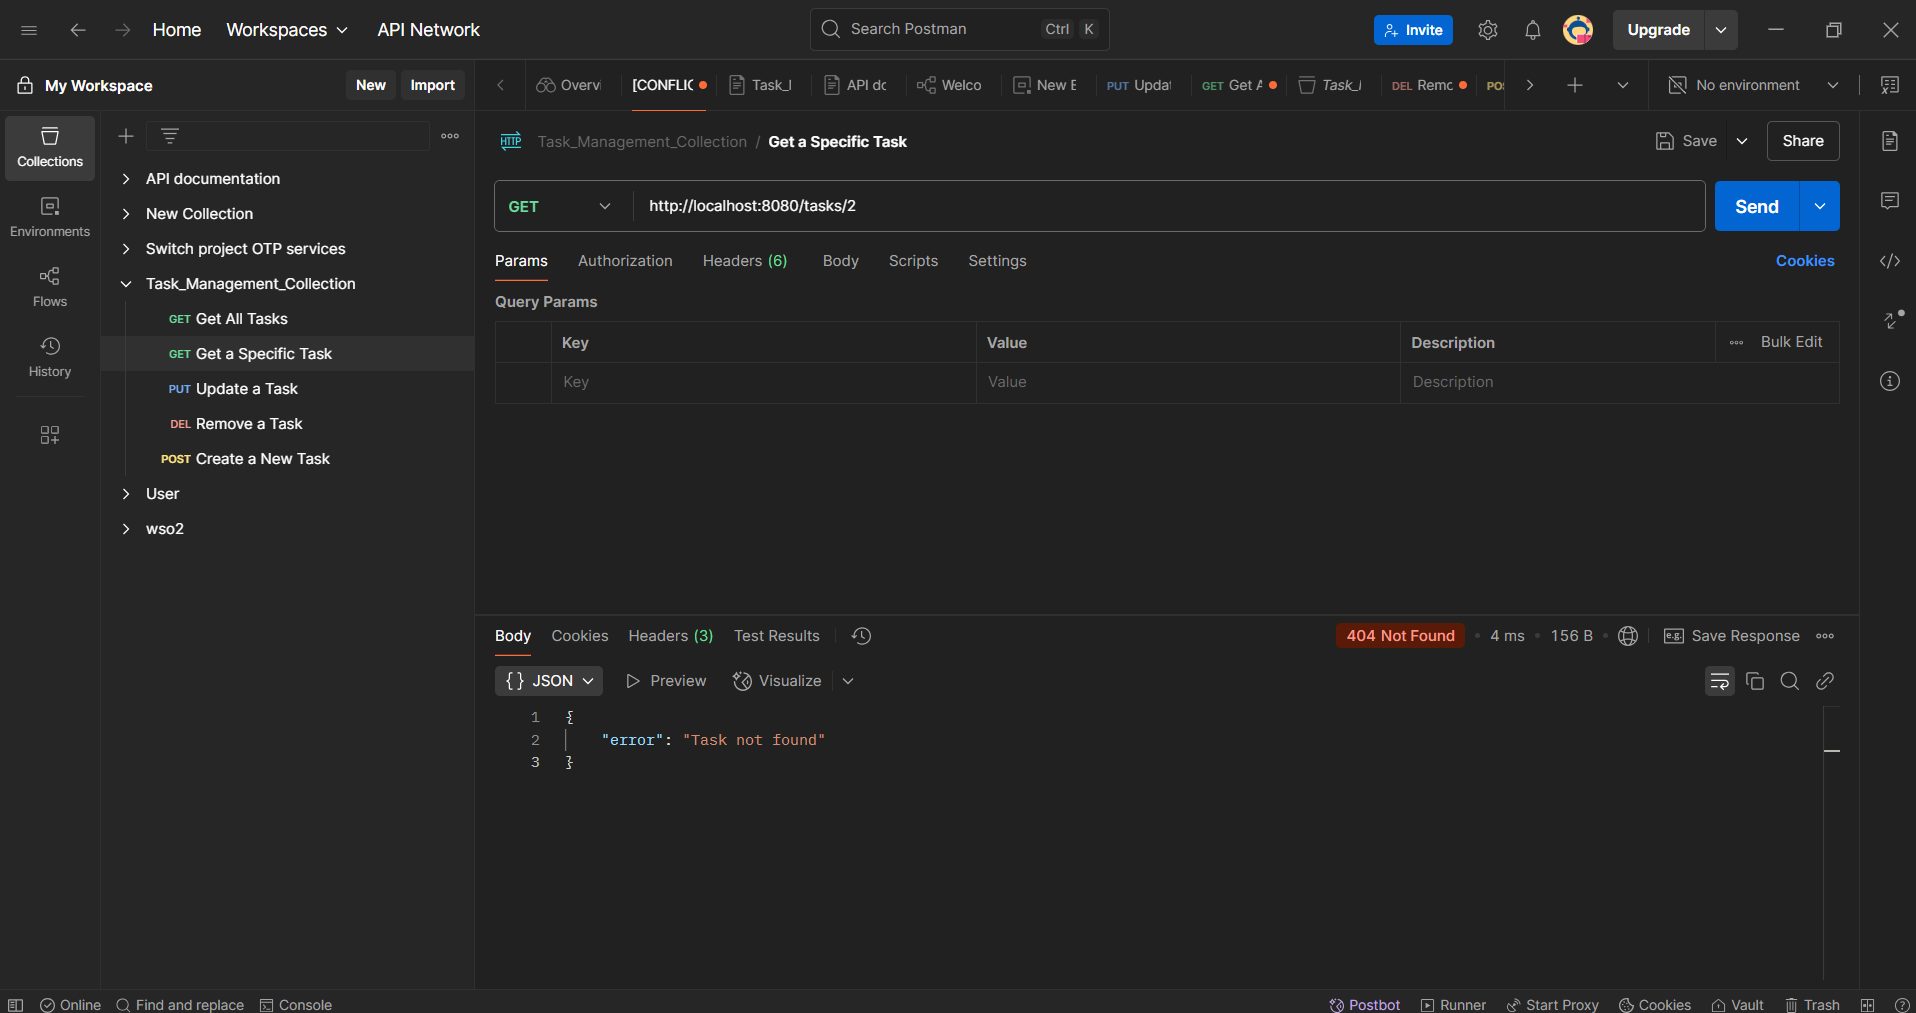 Home Workspaces API Network Search Postman Ctrl K Invite Upgrade
My Workspace New Import Overvi [CONFLIC Task_I API dc Welco New E PUT Updat GET Get A Task_I DEL Remc POS No environment
Collections
Environments
Flows
History
API documentation
New Collection
Switch project OTP services
Task_Management_Collection
GET Get All Tasks
GET Get a Specific Task
PUT Update a Task
DEL Remove a Task
POST Create a New Task
User
wso2
HTTP Task_Management_Collection / Get a Specific Task Save Share
GET http://localhost:8080/tasks/2 Send
Params Authorization Headers (6) Body Scripts Settings Cookies
Query Params
Key Value Description Bulk Edit
Key Value Description
Body Cookies Headers (3) Test Results 404 Not Found • 4 ms • 156 B • e.g. Save Response
{} JSON Preview Visualize
1 {
2 "error": "Task not found"
3 }
Online Find and replace Console Postbot Runner Start Proxy Cookies Vault Trash